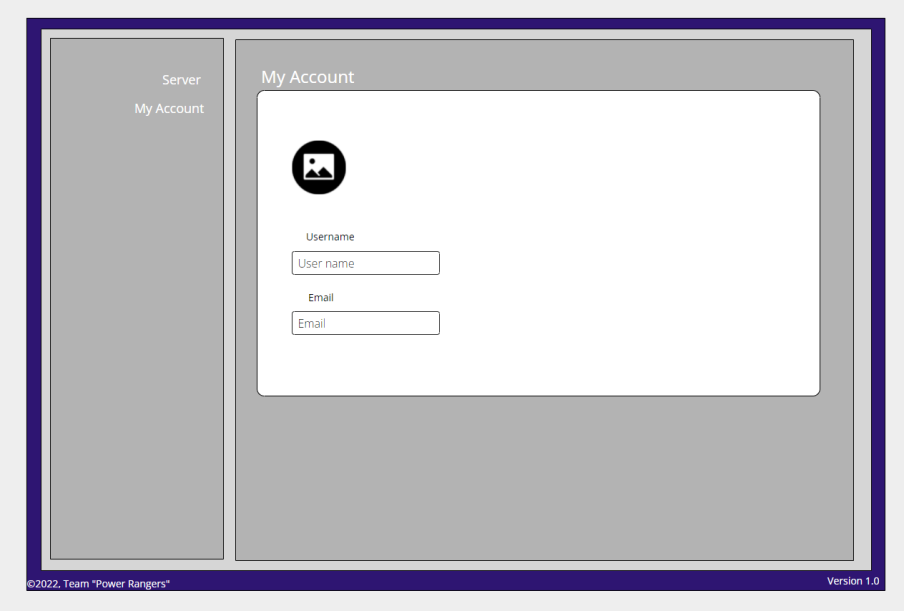 Server
My Account
My Account
Username
User name
Email
Email
©2022, Team "Power Rangers"
Version 1.0